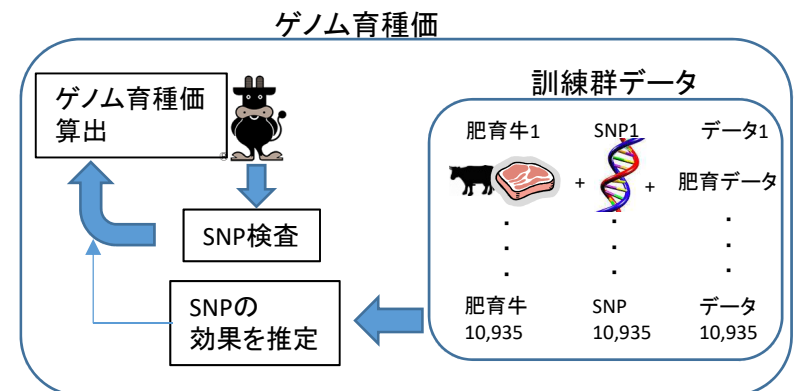 ゲノム育種価
ゲノム育種価
算出
®
SNP検査
SNPの
効果を推定
訓練群データ
肥育牛1 SNP1 データ1
+ + 肥育データ
・ ・ ・
・ ・ ・
・ ・ ・
肥育牛 SNP データ
10,935 10,935 10,935